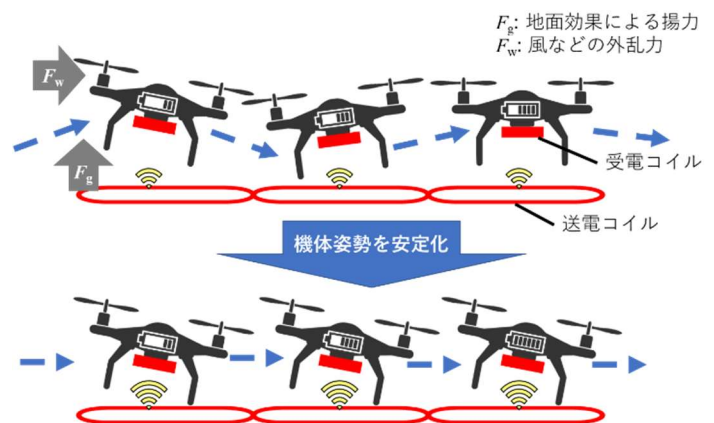 Fg: 地面効果による揚力
Fw: 風などの外乱力
Fw
Fg
受電コイル
送電コイル
機体姿勢を安定化